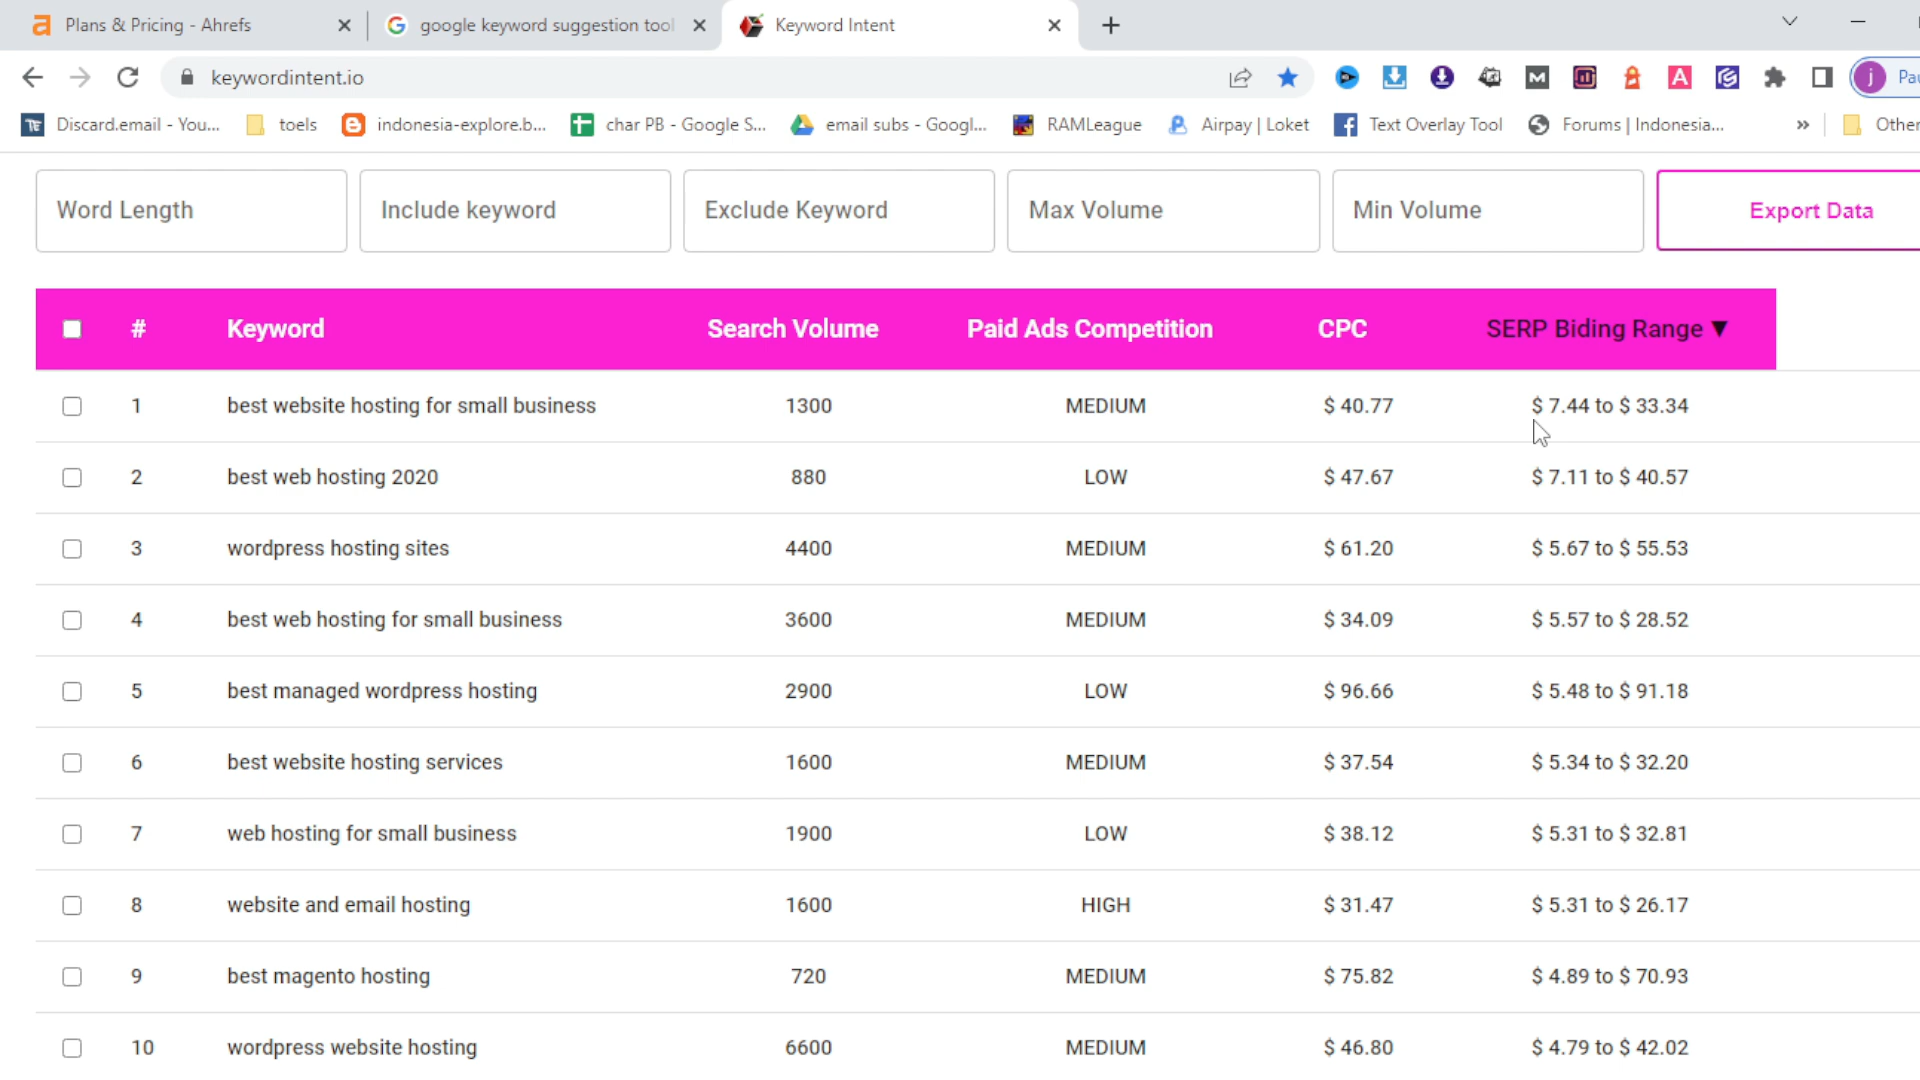 Plans & Pricing - Ahrefs
google keyword suggestion tool
Keyword Intent
keywordintent.io
Discard.email - You...
toels
indonesia-explore.b...
char PB - Google S...
email subs - Googl...
RAMLeague
Airpay | Loket
Text Overlay Tool
Forums | Indonesia...
Other
Word Length
Include keyword
Exclude Keyword
Max Volume
Min Volume
Export Data
# Keyword Search Volume Paid Ads Competition CPC SERP Biding Range ▼
1 best website hosting for small business 1300 MEDIUM $ 40.77 $ 7.44 to $ 33.34
2 best web hosting 2020 880 LOW $ 47.67 $ 7.11 to $ 40.57
3 wordpress hosting sites 4400 MEDIUM $ 61.20 $ 5.67 to $ 55.53
4 best web hosting for small business 3600 MEDIUM $ 34.09 $ 5.57 to $ 28.52
5 best managed wordpress hosting 2900 LOW $ 96.66 $ 5.48 to $ 91.18
6 best website hosting services 1600 MEDIUM $ 37.54 $ 5.34 to $ 32.20
7 web hosting for small business 1900 LOW $ 38.12 $ 5.31 to $ 32.81
8 website and email hosting 1600 HIGH $ 31.47 $ 5.31 to $ 26.17
9 best magento hosting 720 MEDIUM $ 75.82 $ 4.89 to $ 70.93
10 wordpress website hosting 6600 MEDIUM $ 46.80 $ 4.79 to $ 42.02